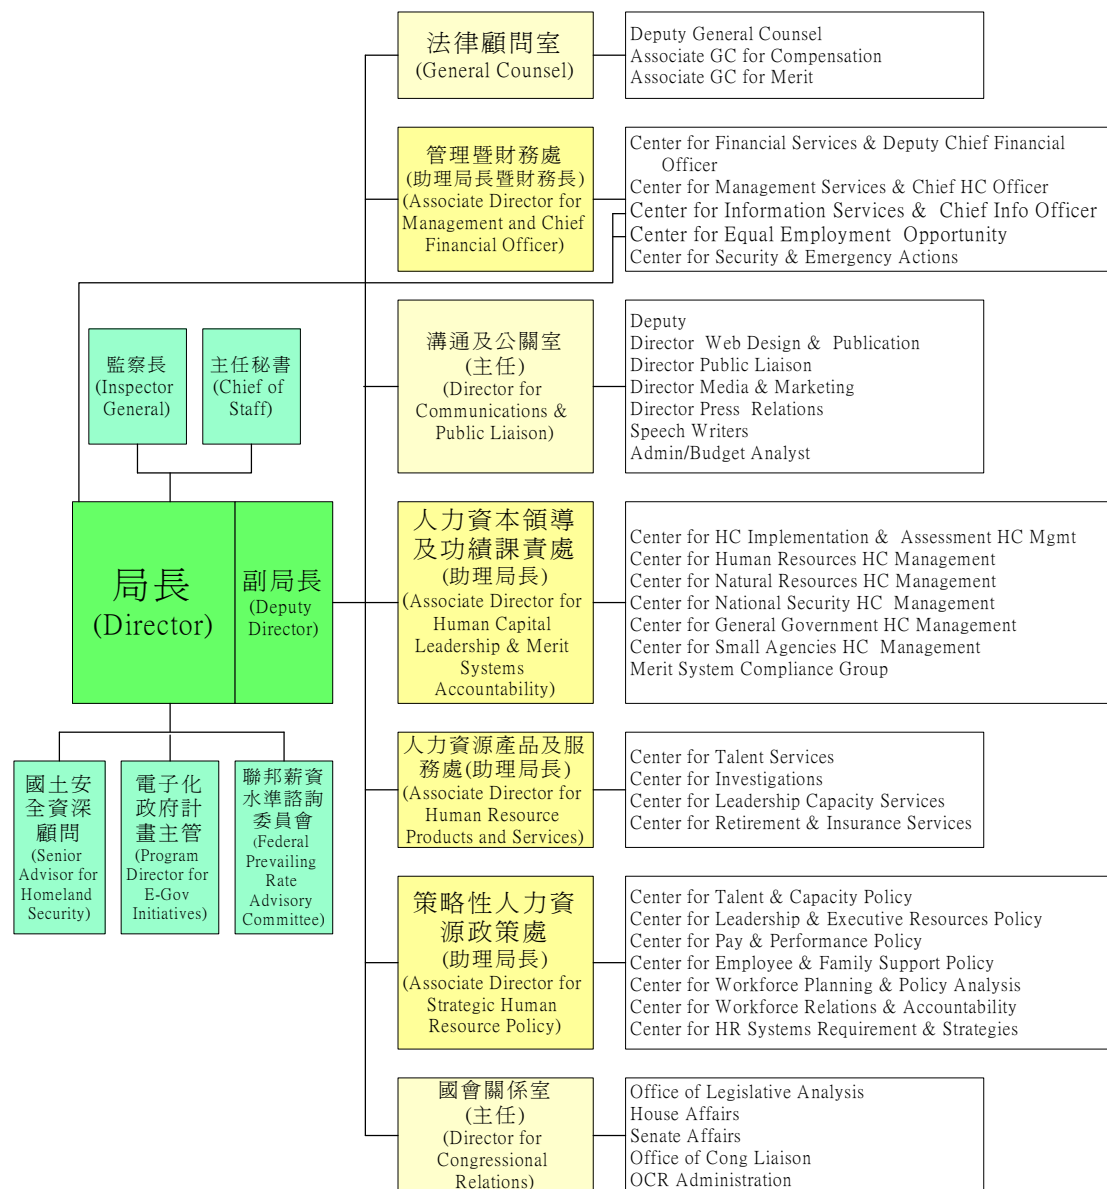 法律顧問室
(General Counsel)
Deputy General Counsel
Associate GC for Compensation
Associate GC for Merit
管理暨財務處
(助理局長暨財務長)
(Associate Director for
Management and Chief
Financial Officer)
Center for Financial Services & Deputy Chief Financial
Officer
Center for Management Services & Chief HC Officer
Center for Information Services & Chief Info Officer
Center for Equal Employment Opportunity
Center for Security & Emergency Actions
溝通及公關室
(主任)
(Director for
Communications &
Public Liaison)
Deputy
Director Web Design & Publication
Director Public Liaison
Director Media & Marketing
Director Press Relations
Speech Writers
Admin/Budget Analyst
監察長
(Inspector
General)
主任秘書
(Chief of
Staff)
局長
(Director)
副局長
(Deputy
Director)
人力資本領導
及功績課責處
(助理局長)
(Associate Director for
Human Capital
Leadership & Merit
Systems
Accountability)
Center for HC Implementation & Assessment HC Mgmt
Center for Human Resources HC Management
Center for Natural Resources HC Management
Center for National Security HC Management
Center for General Government HC Management
Center for Small Agencies HC Management
Merit System Compliance Group
國土安
全資深
顧問
(Senior
Advisor for
Homeland
Security)
電子化
政府計
畫主管
(Program
Director for
E-Gov
Initiatives)
聯邦薪資
水準諮詢
委員會
(Federal
Prevailing
Rate
Advisory
Committee)
人力資源產品及服
務處(助理局長)
(Associate Director for
Human Resource
Products and Services)
Center for Talent Services
Center for Investigations
Center for Leadership Capacity Services
Center for Retirement & Insurance Services
策略性人力資
源政策處
(助理局長)
(Associate Director for
Strategic Human
Resource Policy)
Center for Talent & Capacity Policy
Center for Leadership & Executive Resources Policy
Center for Pay & Performance Policy
Center for Employee & Family Support Policy
Center for Workforce Planning & Policy Analysis
Center for Workforce Relations & Accountability
Center for HR Systems Requirement & Strategies
國會關係室
(主任)
(Director for
Congressional
Relations)
Office of Legislative Analysis
House Affairs
Senate Affairs
Office of Cong Liaison
OCR Administration